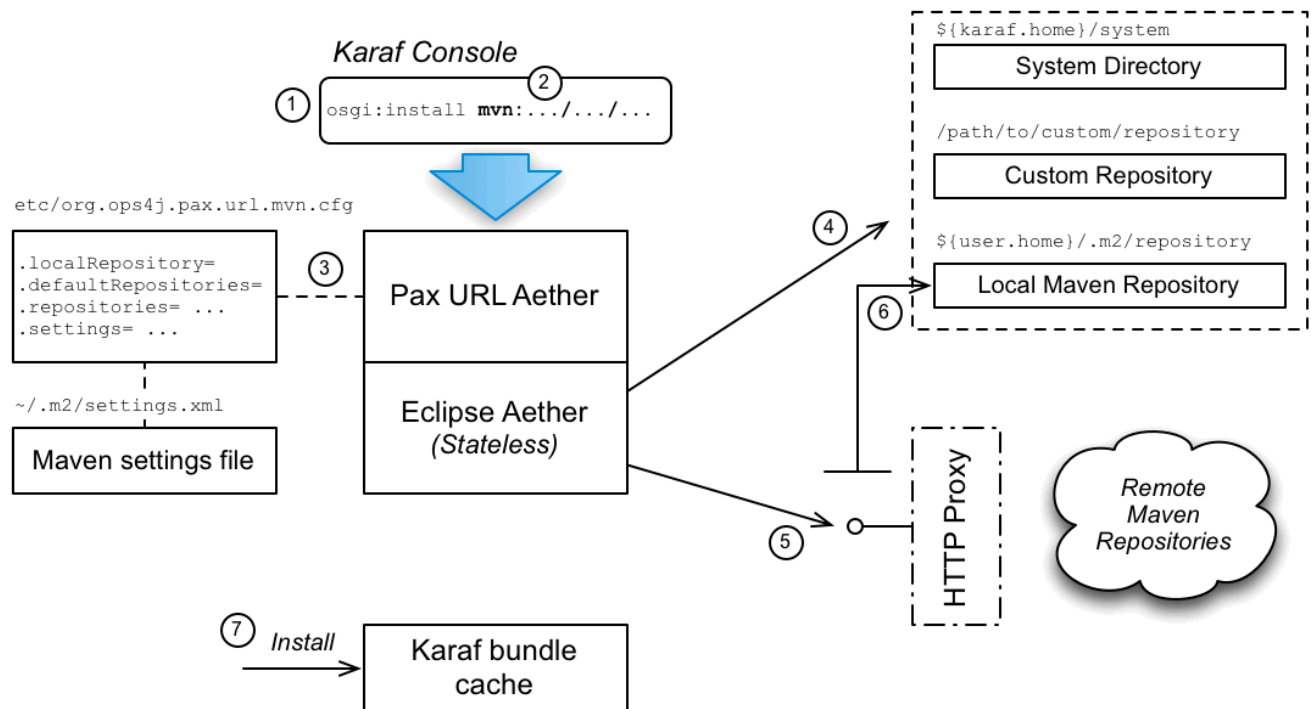 Karaf Console
1
2
osgi:install mvn:.../.../...
etc/org.ops4j.pax.url.mvn.cfg
.localRepository=
.defaultRepositories=
.repositories= ...
.settings= ...
3
~/.m2/settings.xml
Maven settings file
Pax URL Aether
Eclipse Aether
(Stateless)
4
${karaf.home}/system
System Directory
/path/to/custom/repository
Custom Repository
${user.home}/.m2/repository
Local Maven Repository
6
5
HTTP Proxy
Remote
Maven
Repositories
7
Install
Karaf bundle
cache